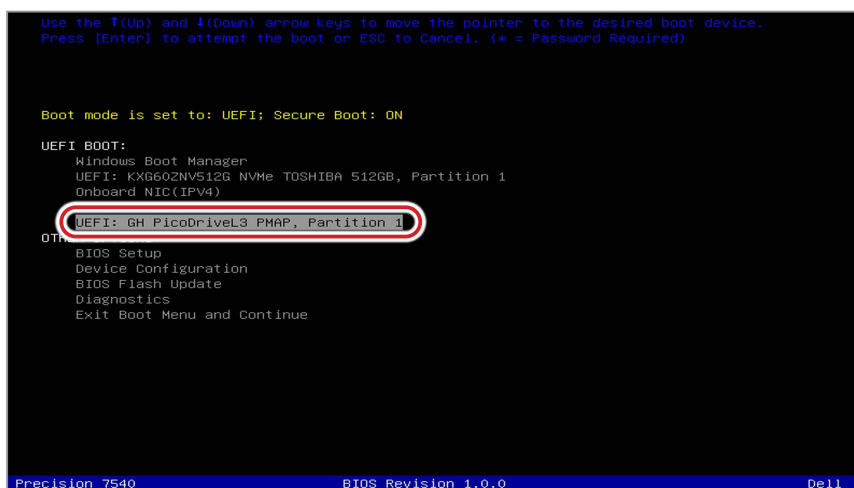 Use the ↑(Up) and ↓(Down) arrow keys to move the pointer to the desired boot device.
Press [Enter] to attempt the boot or ESC to Cancel. (* = Password Required)
Boot mode is set to: UEFI; Secure Boot: ON
UEFI BOOT:
Windows Boot Manager
UEFI: KXG60ZNV512G NVMe TOSHIBA 512GB, Partition 1
Onboard NIC(IPV4)
UEFI: GH PicoDriveL3 PMAP, Partition 1
BIOS Setup
Device Configuration
BIOS Flash Update
Diagnostics
Exit Boot Menu and Continue
Precision 7540 BIOS Revision 1.0.0 Dell